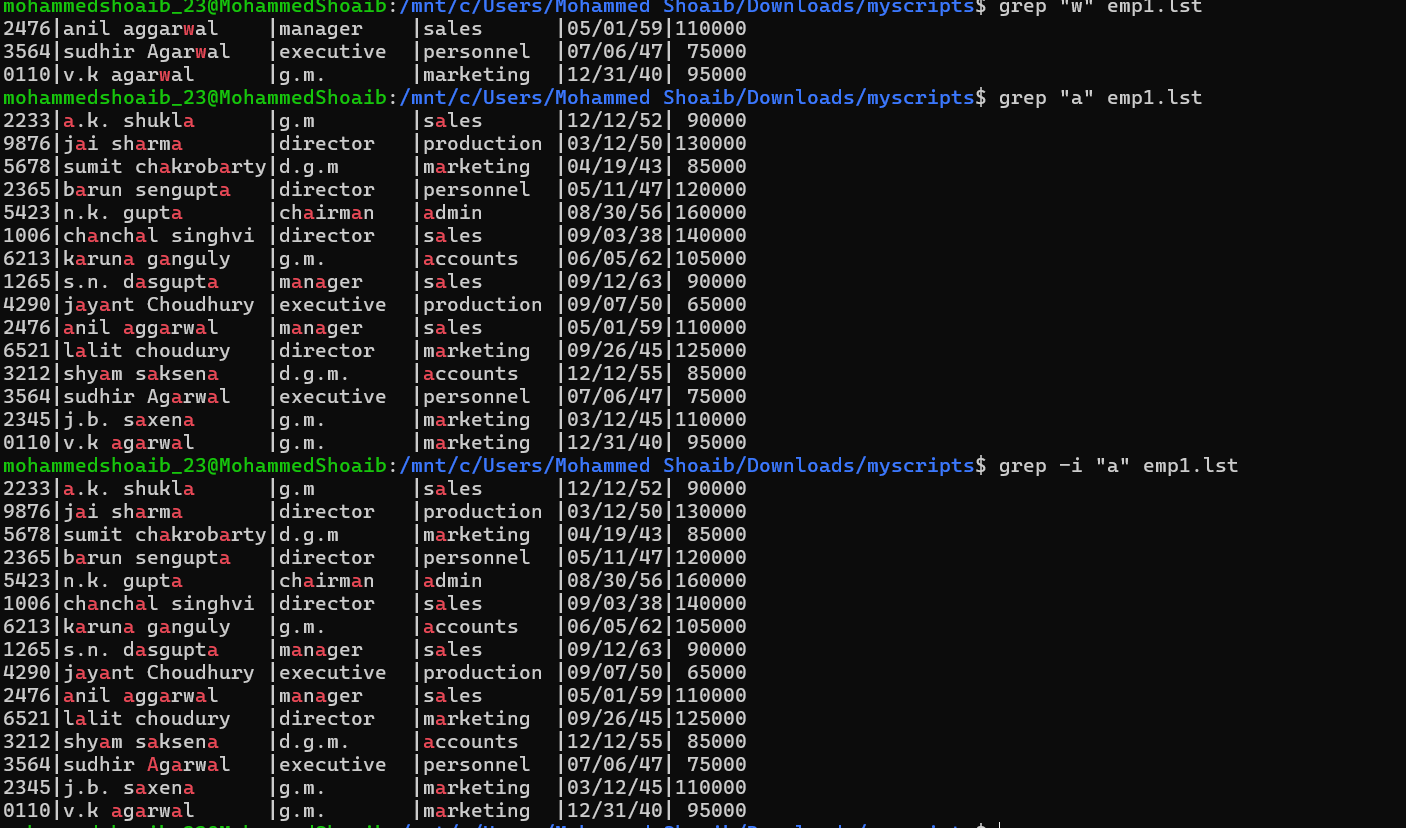 mohammedshoaib_23@MohammedShoaib:/mnt/c/Users/Mohammed Shoaib/Downloads/myscripts$ grep "w" emp1.lst
2476|anil aggarwal    |manager    |sales      |05/01/59|110000
3564|sudhir Agarwal   |executive  |personnel  |07/06/47| 75000
0110|v.k agarwal      |g.m.       |marketing  |12/31/40| 95000
mohammedshoaib_23@MohammedShoaib:/mnt/c/Users/Mohammed Shoaib/Downloads/myscripts$ grep "a" emp1.lst
2233|a.k. shukla      |g.m        |sales      |12/12/52| 90000
9876|jai sharma       |director   |production |03/12/50|130000
5678|sumit chakrobarty|d.g.m      |marketing  |04/19/43| 85000
2365|barun sengupta   |director   |personnel  |05/11/47|120000
5423|n.k. gupta       |chairman   |admin      |08/30/56|160000
1006|chanchal singhvi |director   |sales      |09/03/38|140000
6213|karuna ganguly   |g.m.       |accounts   |06/05/62|105000
1265|s.n. dasgupta    |manager    |sales      |09/12/63| 90000
4290|jayant Choudhury |executive  |production |09/07/50| 65000
2476|anil aggarwal    |manager    |sales      |05/01/59|110000
6521|lalit choudury   |director   |marketing  |09/26/45|125000
3212|shyam saksena    |d.g.m.     |accounts   |12/12/55| 85000
3564|sudhir Agarwal   |executive  |personnel  |07/06/47| 75000
2345|j.b. saxena      |g.m.       |marketing  |03/12/45|110000
0110|v.k agarwal      |g.m.       |marketing  |12/31/40| 95000
mohammedshoaib_23@MohammedShoaib:/mnt/c/Users/Mohammed Shoaib/Downloads/myscripts$ grep -i "a" emp1.lst
2233|a.k. shukla      |g.m        |sales      |12/12/52| 90000
9876|jai sharma       |director   |production |03/12/50|130000
5678|sumit chakrobarty|d.g.m      |marketing  |04/19/43| 85000
2365|barun sengupta   |director   |personnel  |05/11/47|120000
5423|n.k. gupta       |chairman   |admin      |08/30/56|160000
1006|chanchal singhvi |director   |sales      |09/03/38|140000
6213|karuna ganguly   |g.m.       |accounts   |06/05/62|105000
1265|s.n. dasgupta    |manager    |sales      |09/12/63| 90000
4290|jayant Choudhury |executive  |production |09/07/50| 65000
2476|anil aggarwal    |manager    |sales      |05/01/59|110000
6521|lalit choudury   |director   |marketing  |09/26/45|125000
3212|shyam saksena    |d.g.m.     |accounts   |12/12/55| 85000
3564|sudhir Agarwal   |executive  |personnel  |07/06/47| 75000
2345|j.b. saxena      |g.m.       |marketing  |03/12/45|110000
0110|v.k agarwal      |g.m.       |marketing  |12/31/40| 95000